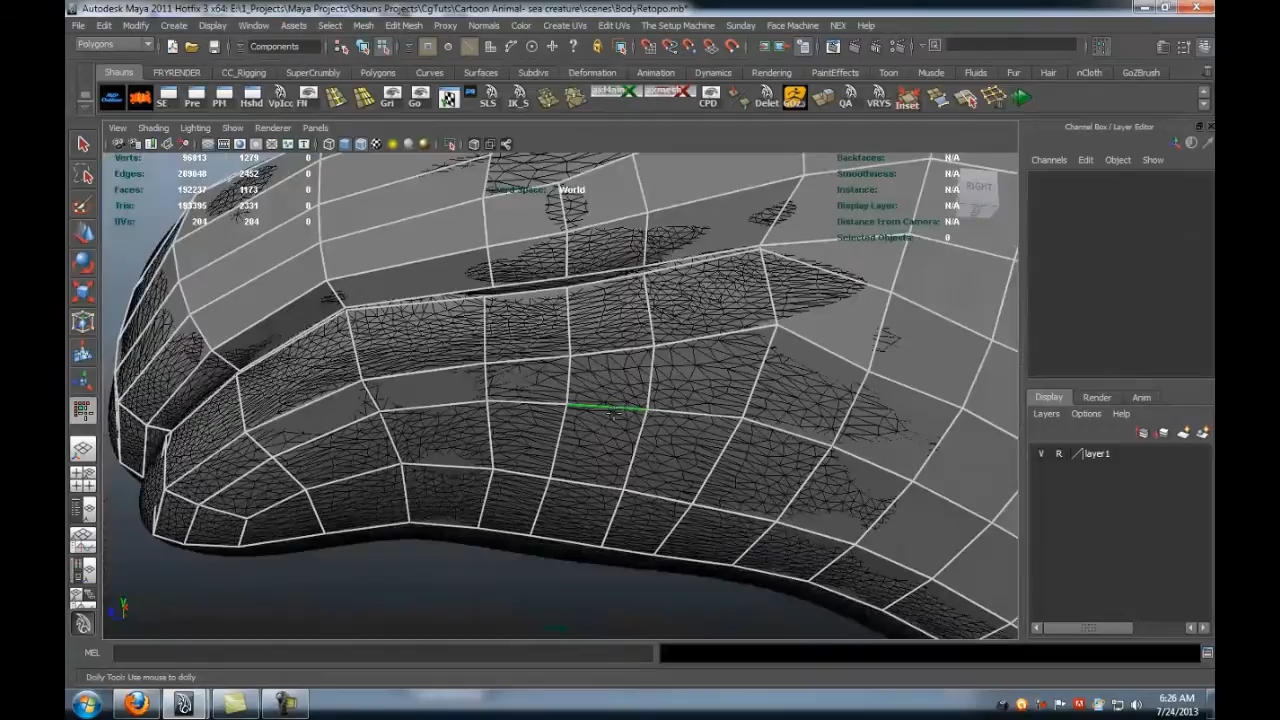 Autodesk Maya 2011 Hotfix 3 x64: E:\1_Projects\Maya Projects\Shauns Projects\CgTuts\Cartoon Animal- sea creature\scenes\BodyRetopo.mb*
File Edit Modify Create Display Window Assets Select Mesh Edit Mesh Proxy Normals Color Create UVs Edit UVs The Setup Machine Sunday Face Machine NEX Help
Polygons Components
Shauns FRYRENDER CC_Rigging SuperCrumbly Polygons Curves Surfaces Subdivs Deformation Animation Dynamics Rendering PaintEffects Toon Muscle Fluids Fur Hair nCloth GoZBrush
SE Pre PM Hshd Vplcc FN Gri Go SLS IK_S CPD Delet GOZ QA VRYS Inset
Channel Box / Layer Editor
View Shading Lighting Show Renderer Panels
Channels Edit Object Show
Verts: 96813 1279 0
Edges: 289048 2452 0
Faces: 192237 1173 0
Tris: 193395 2331 0
UVs: 204 204 0
World
Backfaces: N/A
Smoothness: N/A
Instance: N/A
Display Layer: N/A
Distance From Camera: N/A
Selected Objects: 0
RIGHT
Display Render Anim
Layers Options Help
V R layer1
MEL
Dolly Tool: Use mouse to dolly
6:26 AM
7/24/2013